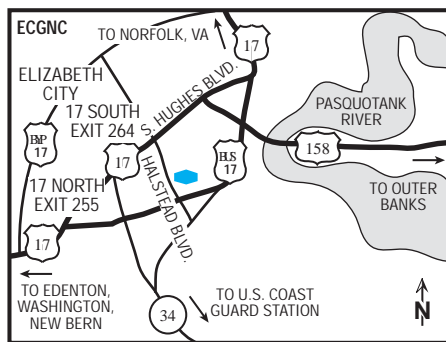 ECGNC
TO NORFOLK, VA
17
ELIZABETH
CITY
S. HUGHES BLVD.
17 SOUTH
EXIT 264
PASQUOTANK
RIVER
BYP
17
17
BUS
17
158
HALSTEAD BLVD.
17 NORTH
EXIT 255
TO OUTER
BANKS
17
TO EDENTON,
WASHINGTON,
NEW BERN
34
TO U.S. COAST
GUARD STATION
N